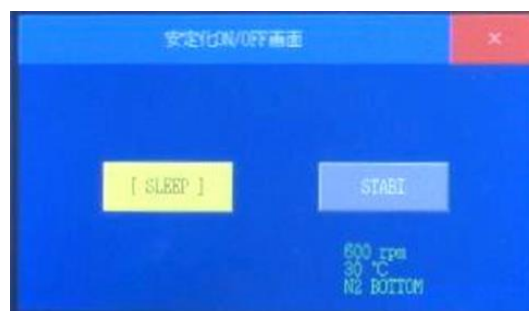 安定化ON/OFF画面
×
[ SLEEP ]
STABI
600 rpm
30 ℃
N2 BOTTOM